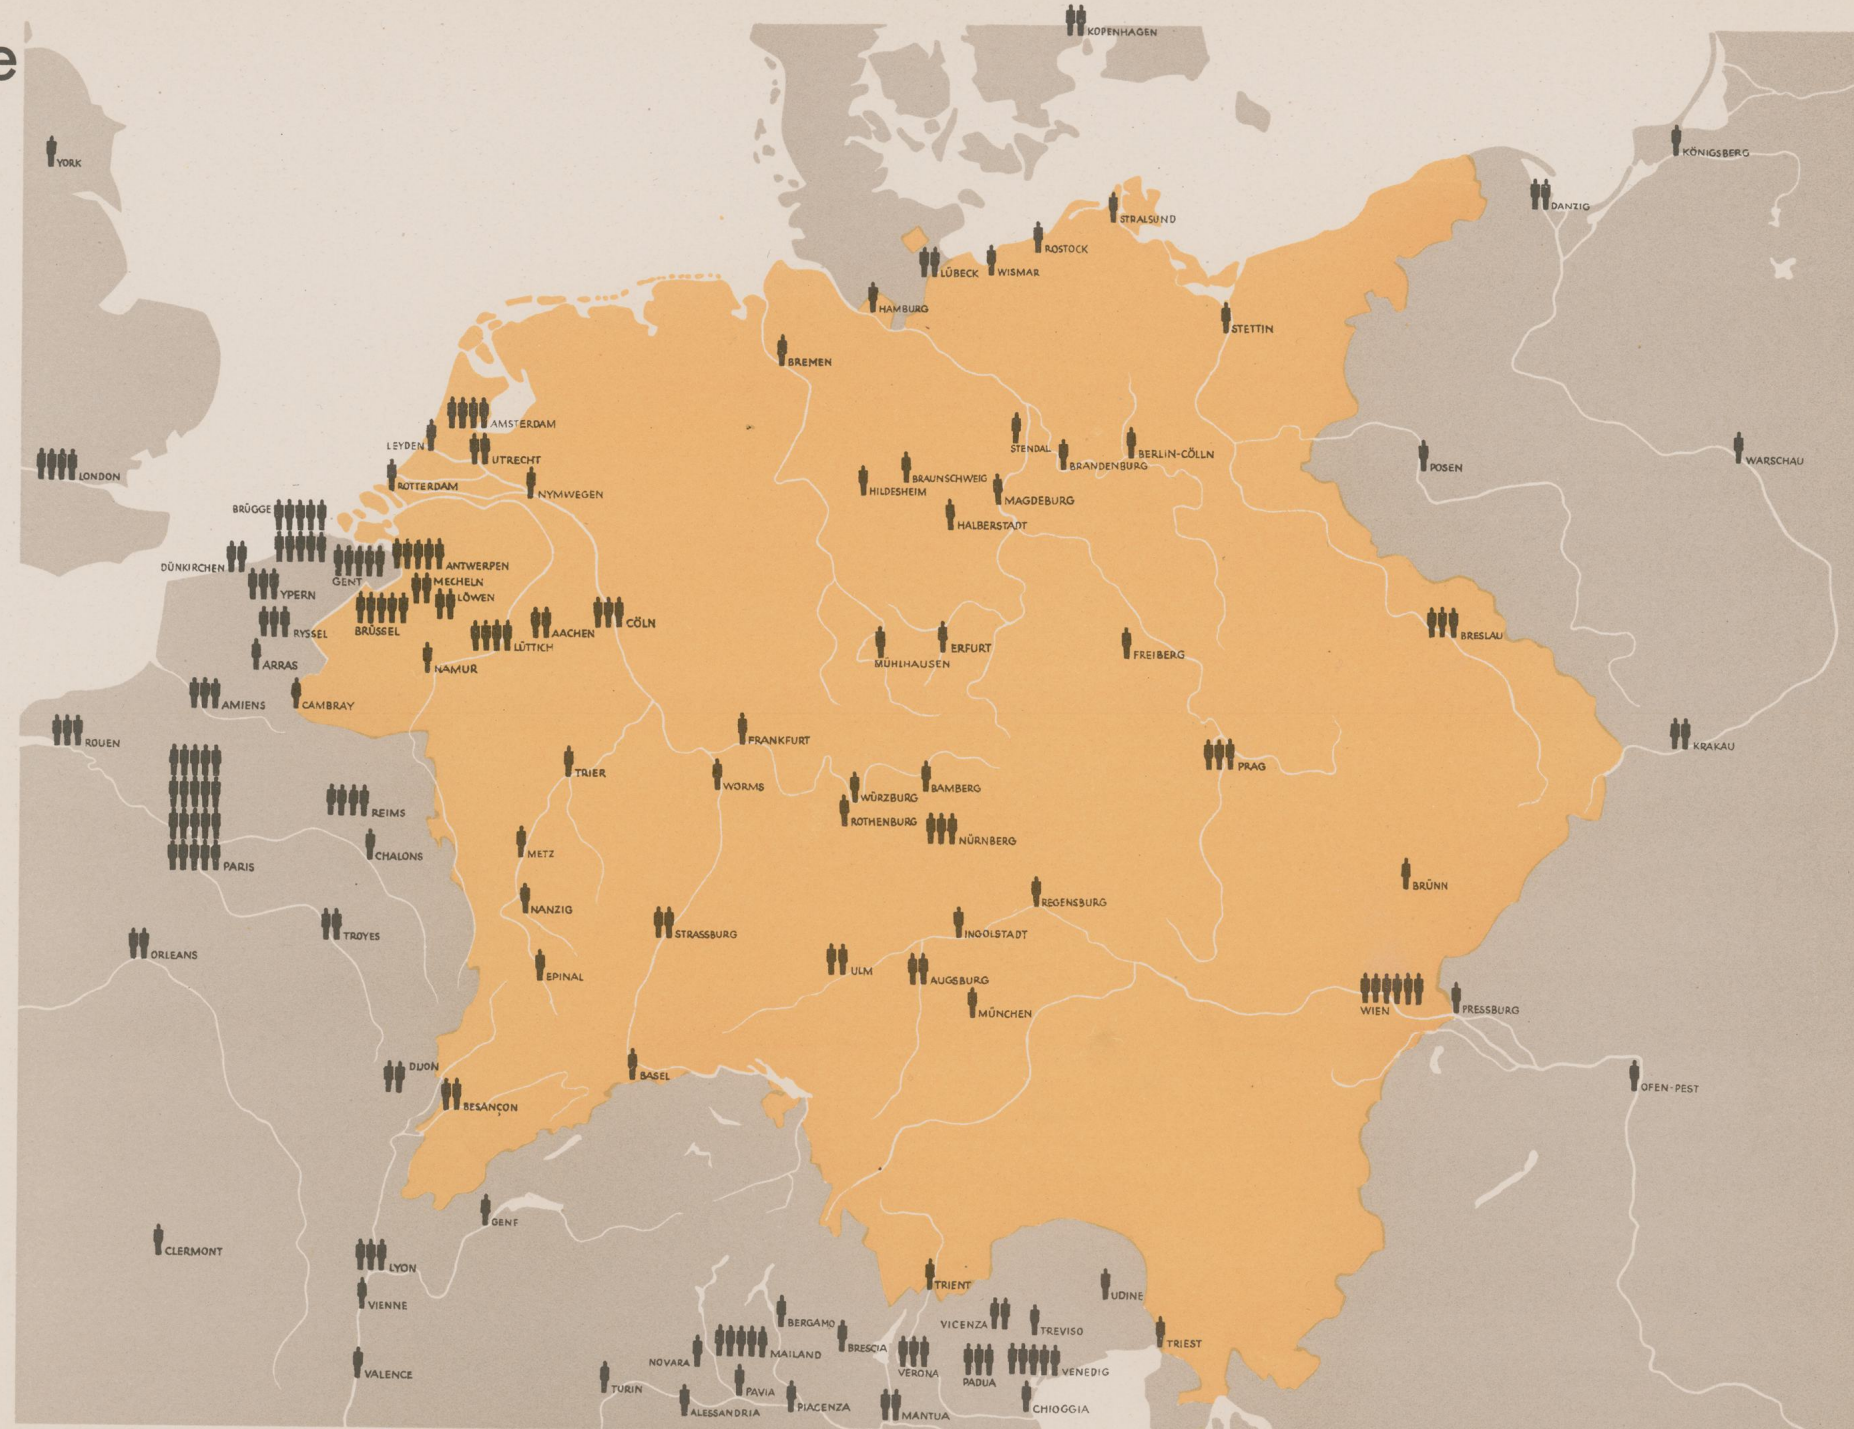 e
KOPENHAGEN
YORK
KÖNIGSBERG
DANZIG
STRALSUND
ROSTOCK
LÜBECK
WISMAR
HAMBURG
STETTIN
BREMEN
AMSTERDAM
LEYDEN
UTRECHT
STENDAL
BERLIN-CÖLLN
BRANDENBURG
POSEN
WARSCHAU
LONDON
ROTTERDAM
NYMWEGEN
BRAUNSCHWEIG
HILDESHEIM
MAGDEBURG
BRÜGGE
HALBERSTADT
DÜNKIRCHEN
ANTWERPEN
GENT
MECHELN
YPERN
LÖWEN
BRÜSSEL
CÖLN
RYSSEL
AACHEN
LÜTTICH
BRESLAU
ARRAS
NAMUR
MÜHLHAUSEN
ERFURT
FREIBERG
AMIENS
CAMBRAY
ROUEN
FRANKFURT
KRAKAU
TRIER
PRAG
WORMS
WÜRZBURG
BAMBERG
REIMS
ROTHENBURG
NÜRNBERG
CHALONS
METZ
PARIS
BRÜNN
NANZIG
REGENSBURG
TROYES
STRASSBURG
INGOLSTADT
ORLEANS
EPINAL
ULM
AUGSBURG
MÜNCHEN
WIEN
PRESSBURG
DIJON
BASEL
OFEN-PEST
BESANÇON
GENF
CLERMONT
LYON
TRIENT
UDINE
VIENNE
BERGAMO
VICENZA
TREVISO
TRIEST
NOVARA
MAILAND
BRESCIA
VALENCE
VERONA
PADUA
VENEDIG
TURIN
PAVIA
ALESSANDRIA
PIACENZA
MANTUA
CHIOGGIA